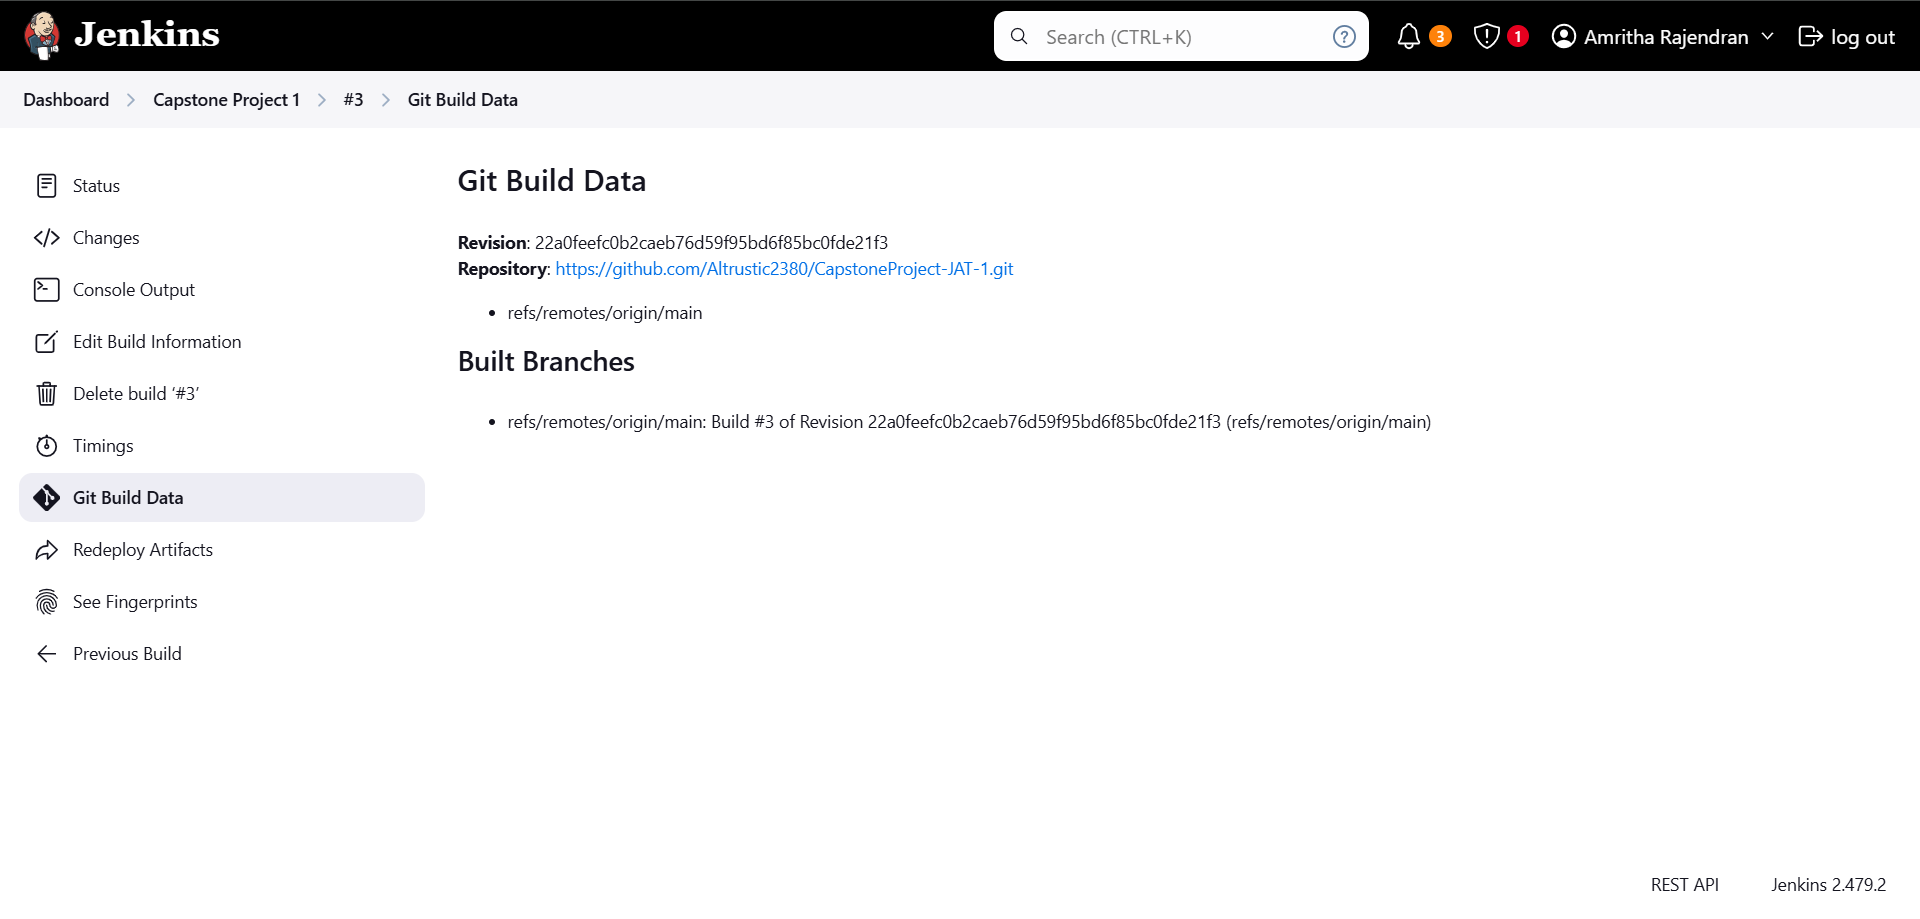 Jenkins
Search (CTRL+K)
?
3
1
Amritha Rajendran
log out
Dashboard
Capstone Project 1
#3
Git Build Data
Status
Changes
Console Output
Edit Build Information
Delete build ‘#3’
Timings
Git Build Data
Redeploy Artifacts
See Fingerprints
Previous Build
Git Build Data
Revision: 22a0feefc0b2caeb76d59f95bd6f85bc0fde21f3
Repository: https://github.com/Altrustic2380/CapstoneProject-JAT-1.git
• refs/remotes/origin/main
Built Branches
• refs/remotes/origin/main: Build #3 of Revision 22a0feefc0b2caeb76d59f95bd6f85bc0fde21f3 (refs/remotes/origin/main)
REST API
Jenkins 2.479.2